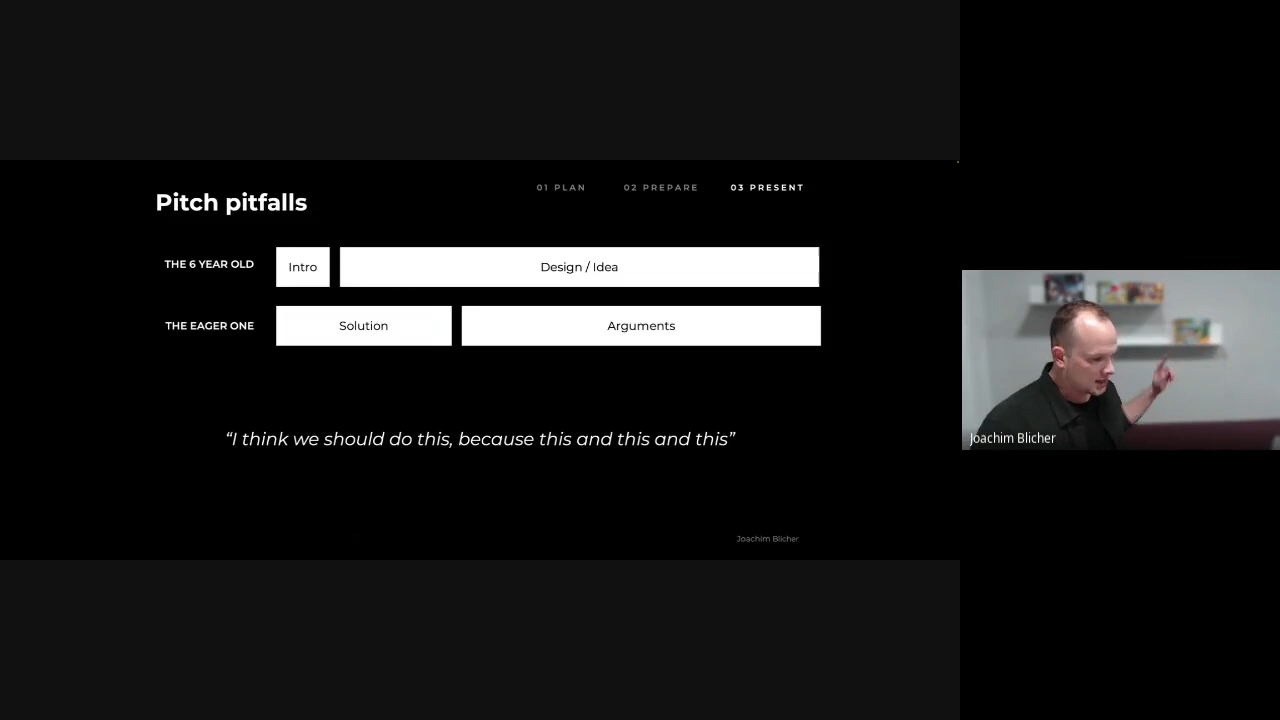 Pitch pitfalls
01 PLAN
02 PREPARE
03 PRESENT
THE 6 YEAR OLD
Intro
Design / Idea
THE EAGER ONE
Solution
Arguments
“I think we should do this, because this and this and this”
Joachim Blicher
Joachim Blicher